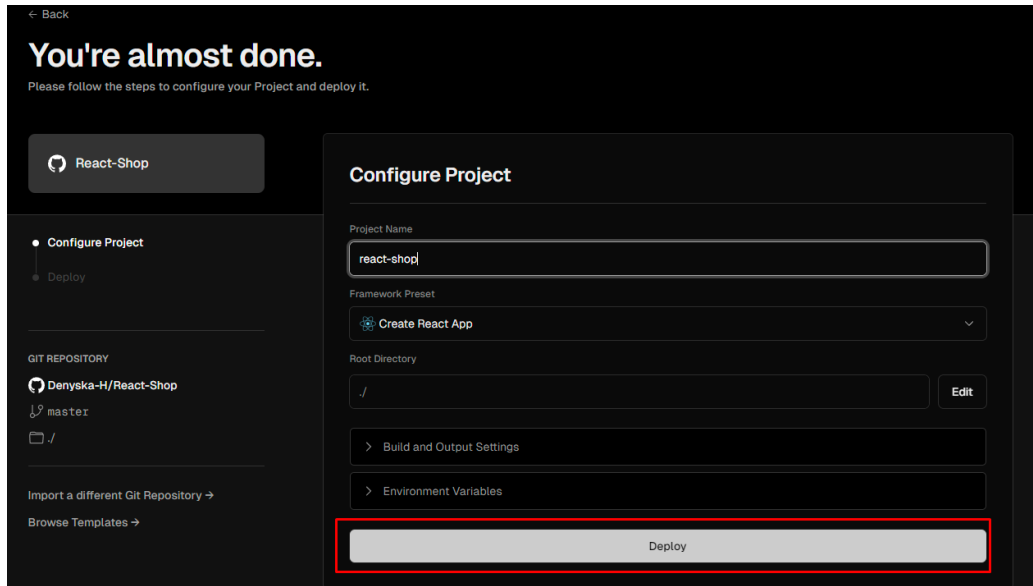 ← Back
You're almost done.
Please follow the steps to configure your Project and deploy it.
React-Shop
Configure Project
Deploy
GIT REPOSITORY
Denyska-H/React-Shop
master
./
Import a different Git Repository →
Browse Templates →
Configure Project
Project Name
react-shop
Framework Preset
Create React App
Root Directory
./
Edit
Build and Output Settings
Environment Variables
Deploy